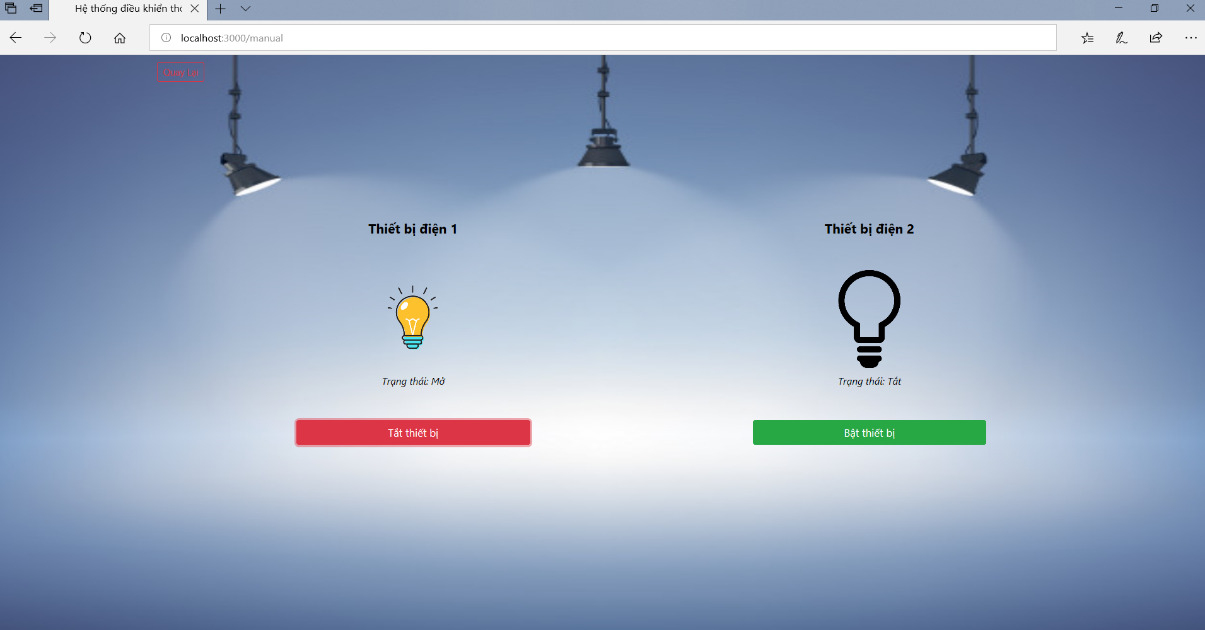 Hệ thống điều khiển thơ
localhost:3000/manual
Thiết bị điện 1
Thiết bị điện 2
Trạng thái: Mở
Trạng thái: Tắt
Tắt thiết bị
Bật thiết bị